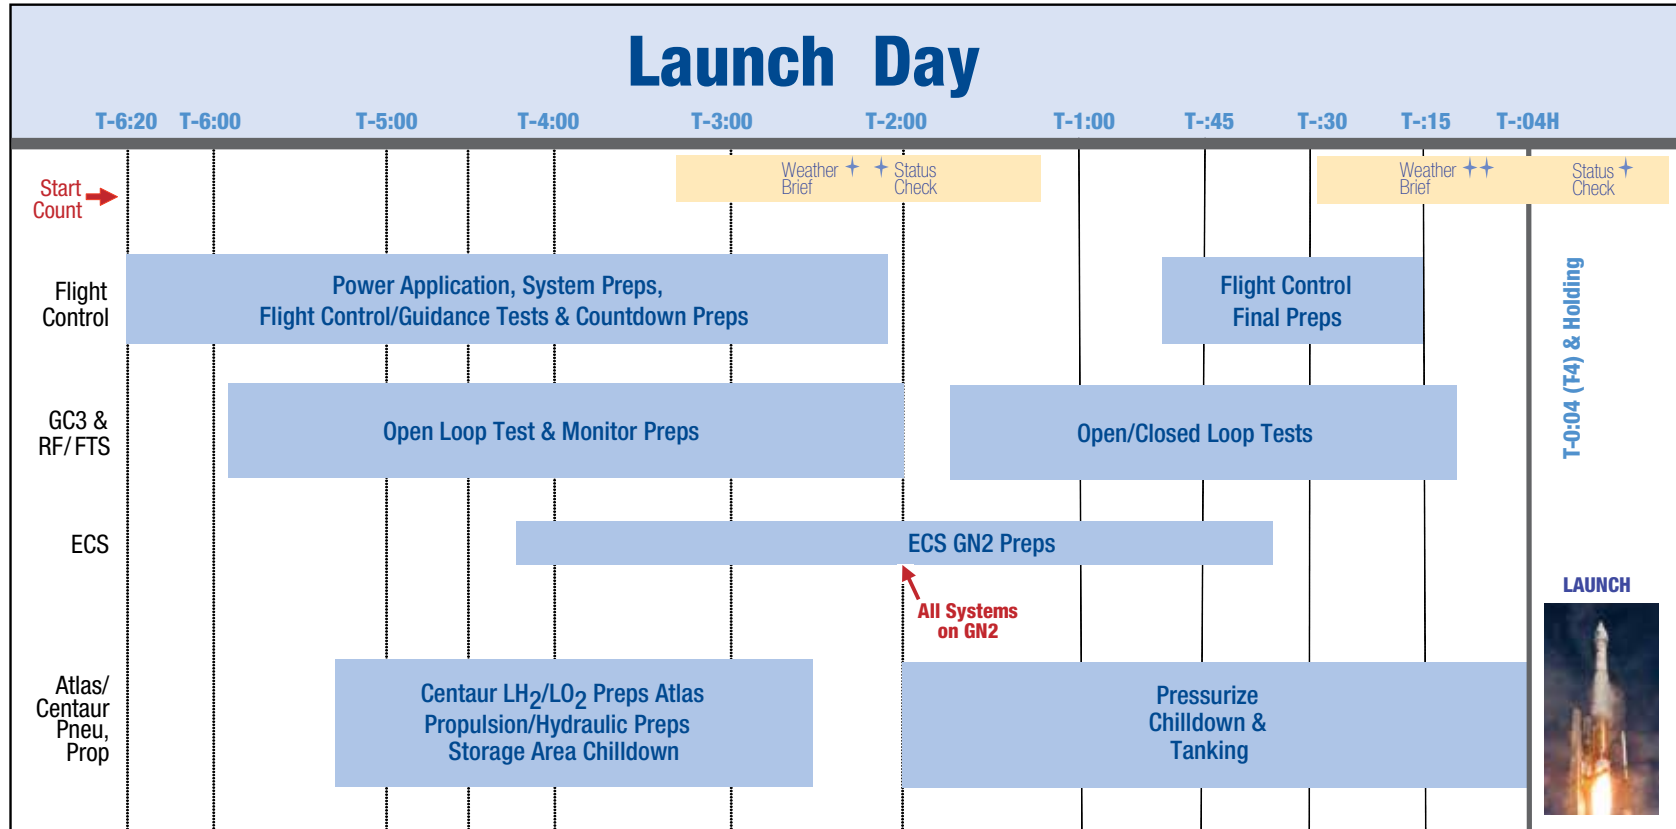 Launch Day
T-6:20 T-6:00 T-5:00 T-4:00 T-3:00 T-2:00 T-1:00 T-:45 T-:30 T-:15 T-:04H
Start
Count
Weather
Brief
Status
Check
Weather
Brief
Status
Check
Flight
Control
Power Application, System Preps,
Flight Control/Guidance Tests & Countdown Preps
Flight Control
Final Preps
T-0:04 (T-4) & Holding
GC3 &
RF/FTS
Open Loop Test & Monitor Preps
Open/Closed Loop Tests
ECS
ECS GN2 Preps
All Systems
on GN2
LAUNCH
Atlas/
Centaur
Pneu,
Prop
Centaur LH2/LO2 Preps Atlas
Propulsion/Hydraulic Preps
Storage Area Chilldown
Pressurize
Chilldown &
Tanking